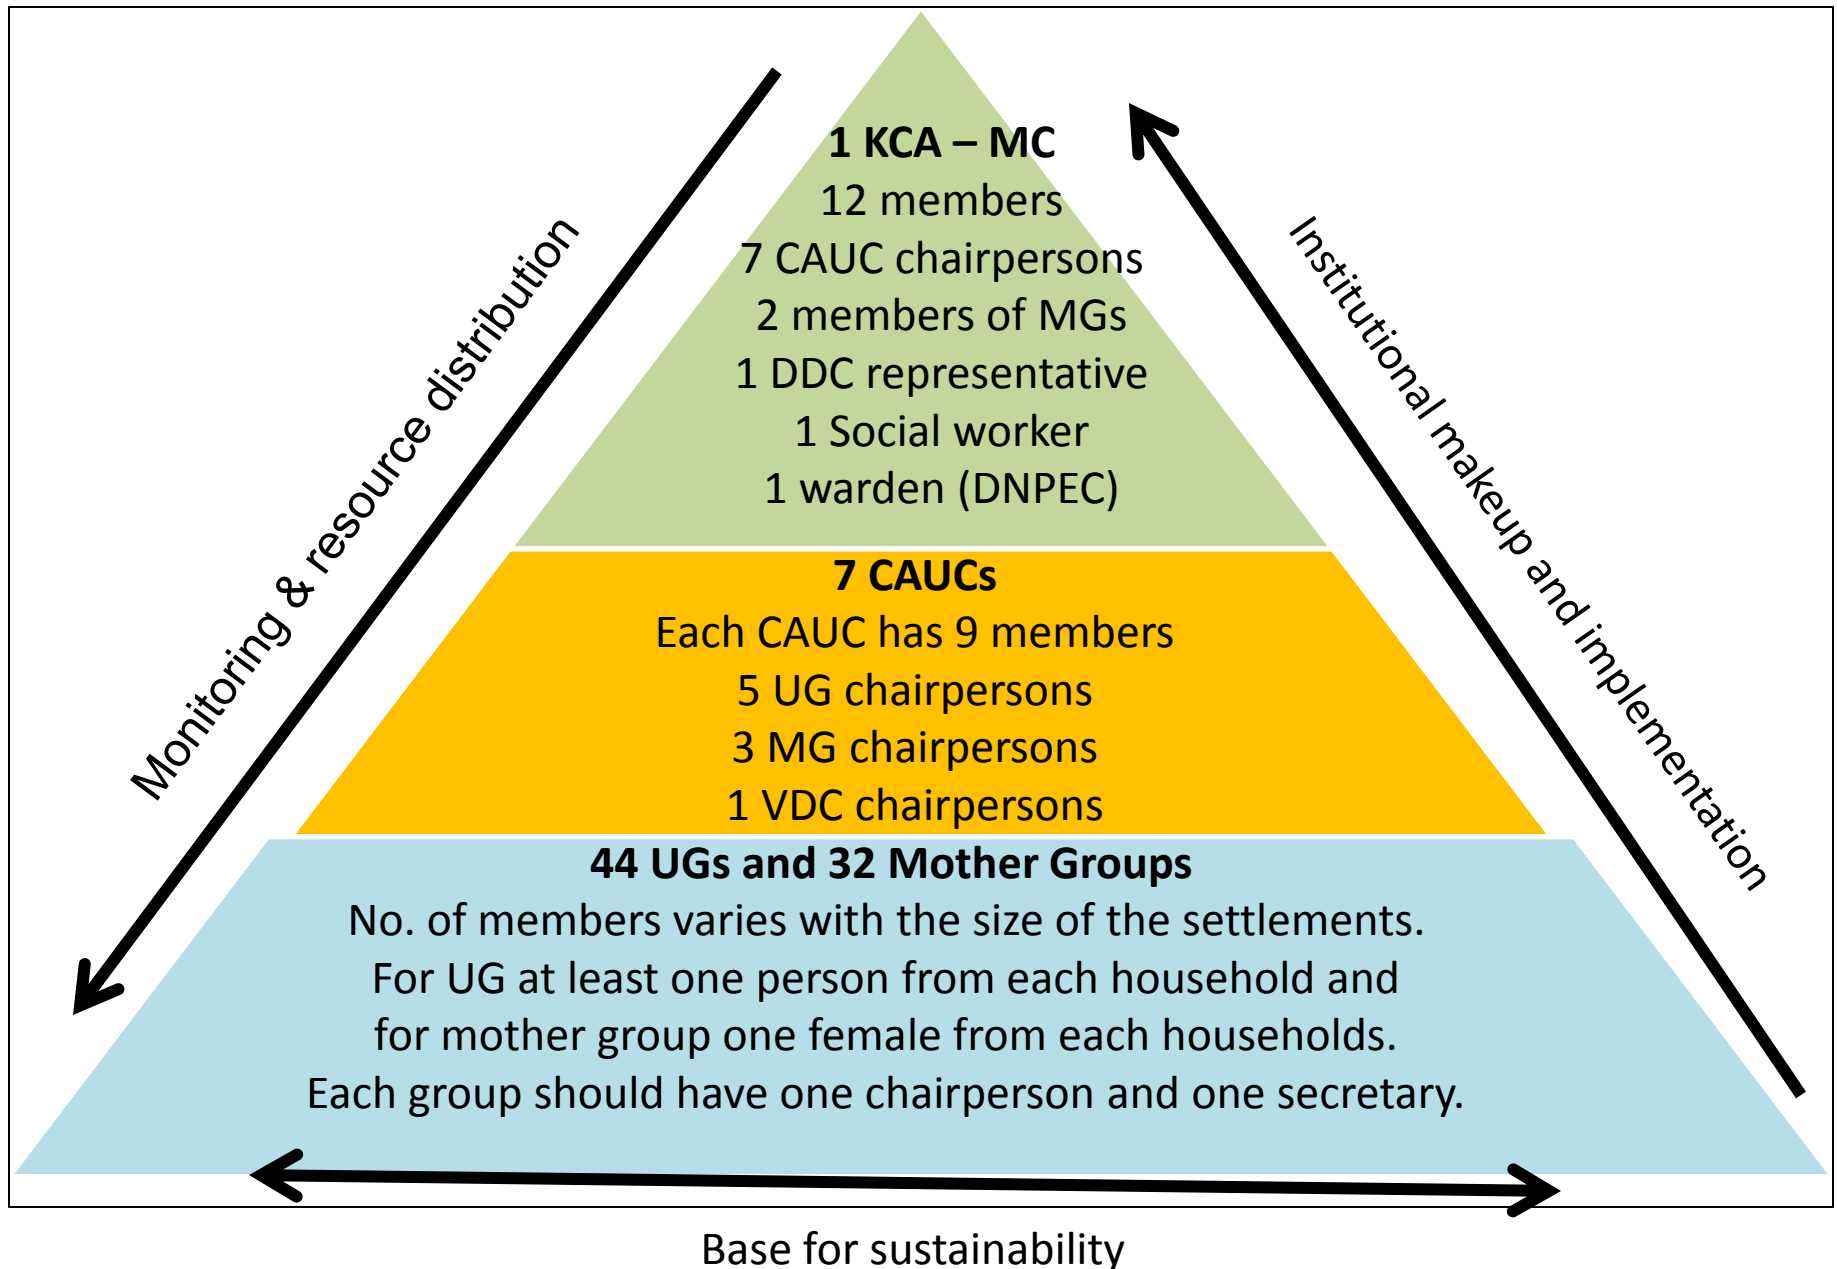 1 KCA – MC
12 members
7 CAUC chairpersons
2 members of MGs
1 DDC representative
1 Social worker
1 warden (DNPEC)
Monitoring & resource distribution
Institutional makeup and implementation
7 CAUCs
Each CAUC has 9 members
5 UG chairpersons
3 MG chairpersons
1 VDC chairpersons
44 UGs and 32 Mother Groups
No. of members varies with the size of the settlements.
For UG at least one person from each household and
for mother group one female from each households.
Each group should have one chairperson and one secretary.
Base for sustainability